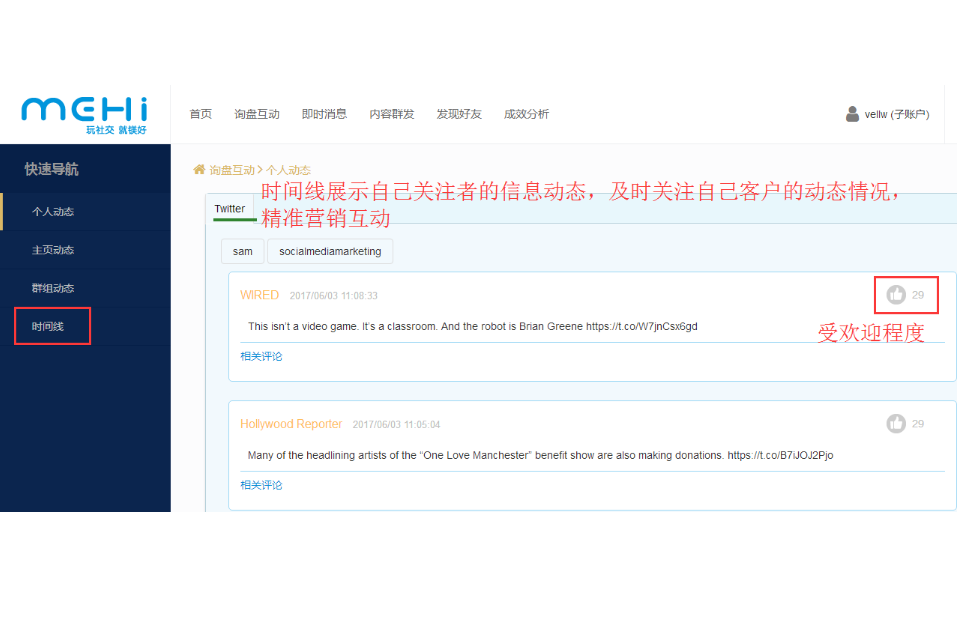 MEHi
玩社交 就镁好
首页 询盘互动 即时消息 内容群发 发现好友 成效分析
vellw (子账户)
快速导航
个人动态
主页动态
群组动态
时间线
询盘互动 > 个人动态
时间线展示自己关注者的信息动态，及时关注自己客户的动态情况，
精准营销互动
Twitter
sam socialmediamarketing
WIRED 2017/06/03 11:08:33 29
This isn't a video game. It's a classroom. And the robot is Brian Greene https://t.co/W7jnCsx6gd
受欢迎程度
相关评论
Hollywood Reporter 2017/06/03 11:05:04 29
Many of the headlining artists of the “One Love Manchester” benefit show are also making donations. https://t.co/B7iJOJ2Pjo
相关评论